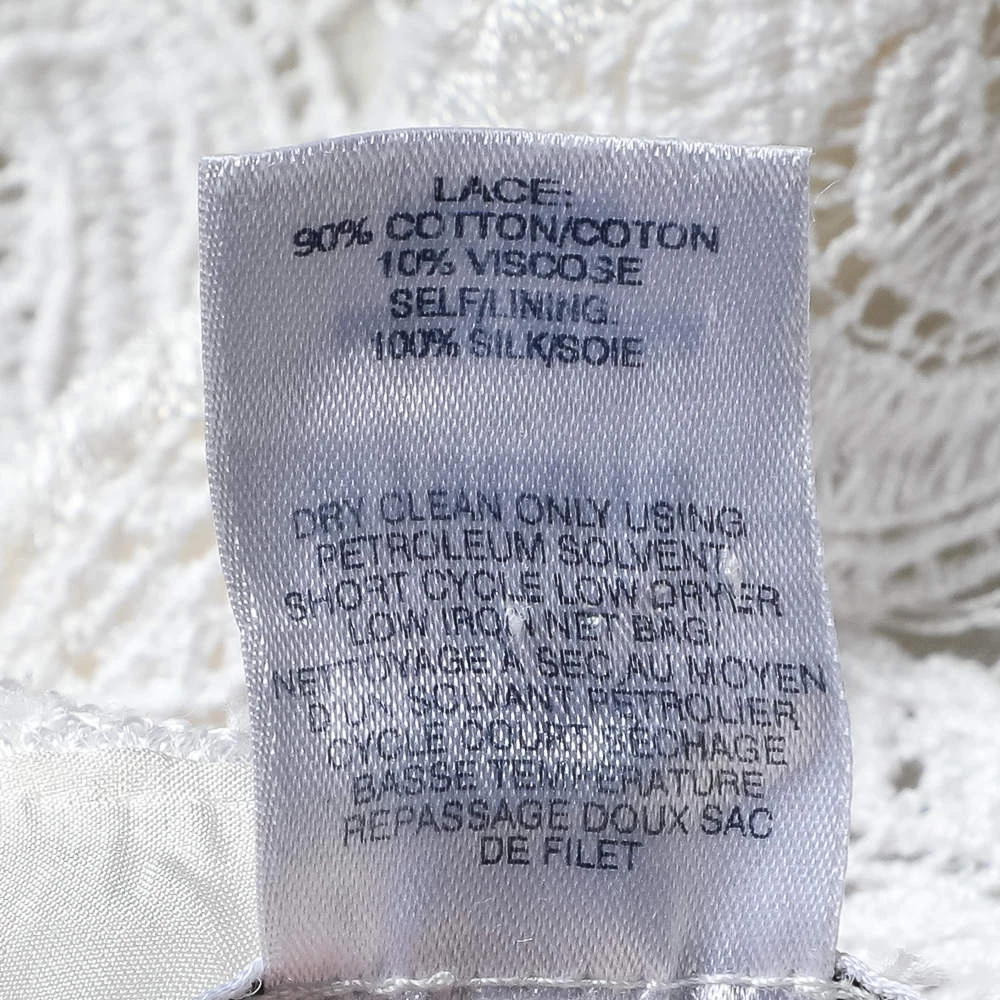 LACE:
90% COTTON/COTON
10% VISCOSE
SELF/LINING.
100% SILK/SOIE
DRY CLEAN ONLY USING
PETROLEUM SOLVENT
SHORT CYCLE LOW DRYER
LOW IRON NET BAG
NETTOYAGE A SEC AU MOYEN
D'UN SOLVANT PETROLIER
CYCLE COURT SECHAGE
BASSE TEMPERATURE
REPASSAGE DOUX SAC
DE FILET